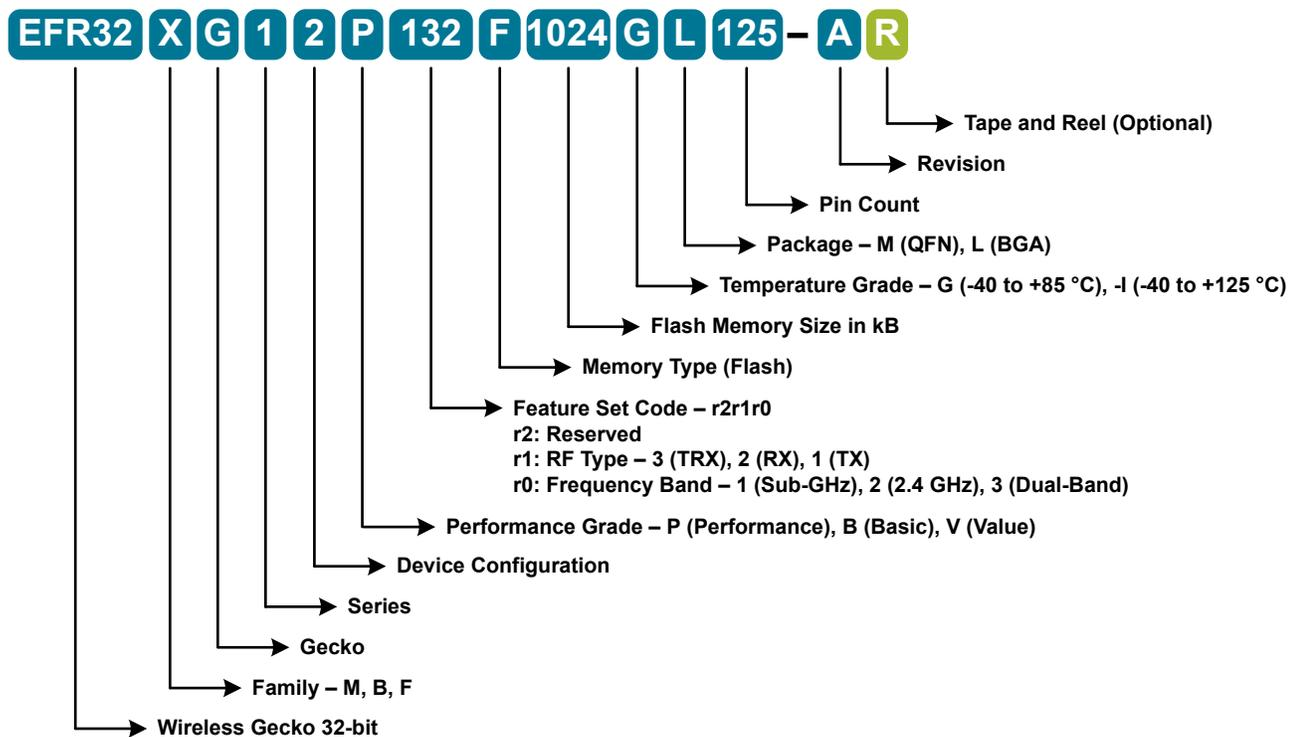 EFR32 X G 1 2 P 132 F 1024 G L 125 – A R
Tape and Reel (Optional)
Revision
Pin Count
Package – M (QFN), L (BGA)
Temperature Grade – G (-40 to +85 °C), -I (-40 to +125 °C)
Flash Memory Size in kB
Memory Type (Flash)
Feature Set Code – r2r1r0
r2: Reserved
r1: RF Type – 3 (TRX), 2 (RX), 1 (TX)
r0: Frequency Band – 1 (Sub-GHz), 2 (2.4 GHz), 3 (Dual-Band)
Performance Grade – P (Performance), B (Basic), V (Value)
Device Configuration
Series
Gecko
Family – M, B, F
Wireless Gecko 32-bit